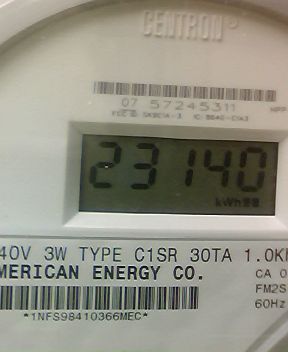 CENTRON®
07 57245311
23140
kWh
40V 3W TYPE C1SR 30TA 1.0K
MERICAN ENERGY CO.
CA 0
FM2S
60Hz
*1NFS98410366MEC*